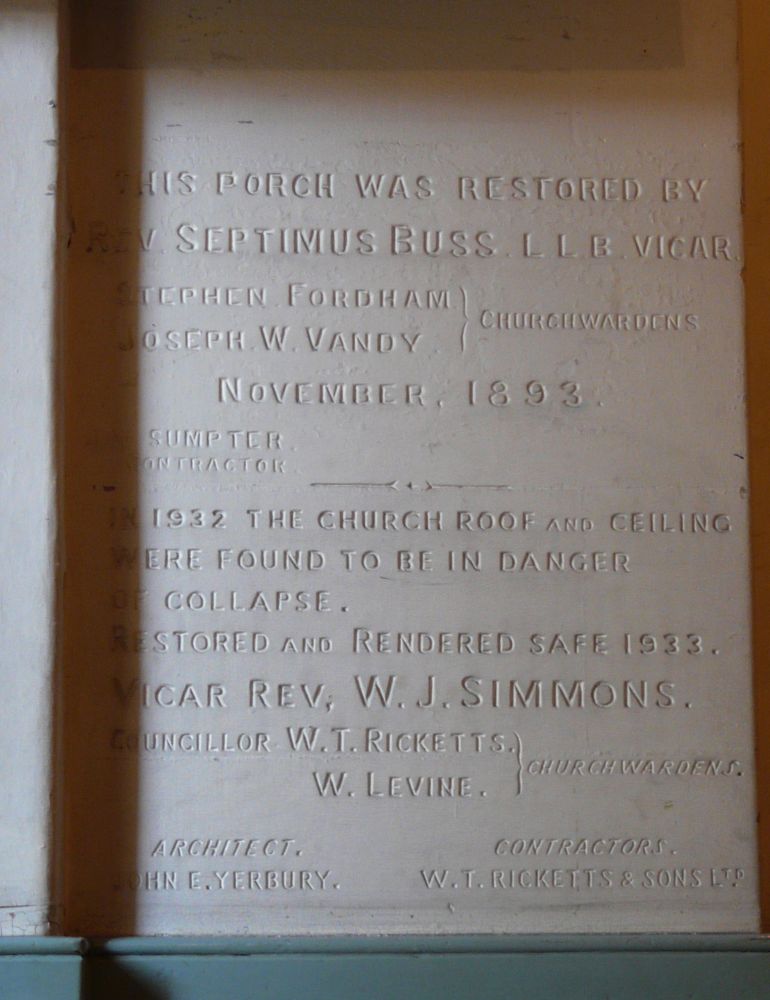 THIS PORCH WAS RESTORED BY
REV. SEPTIMUS BUSS. L L B. VICAR.
STEPHEN FORDHAM
JOSEPH. W. VANDY.
CHURCHWARDENS
NOVEMBER, 1893.
SUMPTER.
CONTRACTOR.
IN 1932 THE CHURCH ROOF AND CEILING
WERE FOUND TO BE IN DANGER
OF COLLAPSE.
RESTORED AND RENDERED SAFE 1933.
VICAR REV, W. J. SIMMONS.
COUNCILLOR W. T. RICKETTS.
W. LEVINE.
CHURCHWARDENS.
ARCHITECT.
JOHN E. YERBURY.
CONTRACTORS.
W. T. RICKETTS & SONS LTD